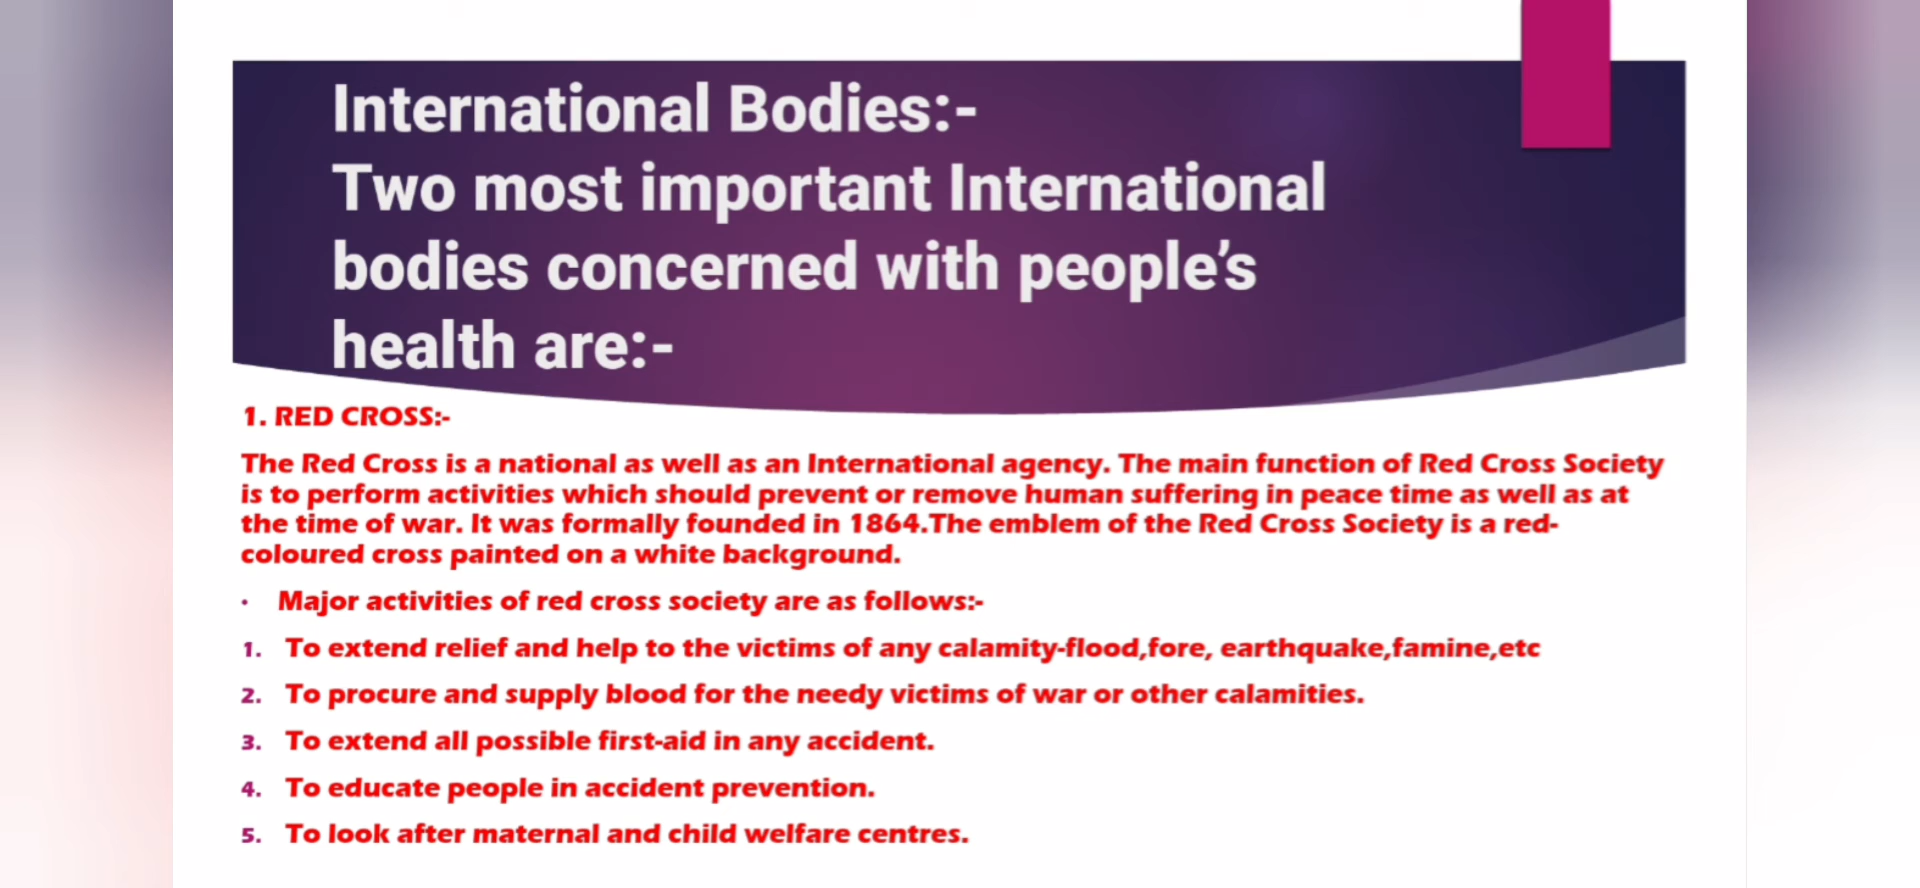 International Bodies:-
Two most important International
bodies concerned with people’s
health are:-
1. RED CROSS:-
The Red Cross is a national as well as an International agency. The main function of Red Cross Society
is to perform activities which should prevent or remove human suffering in peace time as well as at
the time of war. It was formally founded in 1864.The emblem of the Red Cross Society is a red-
coloured cross painted on a white background.
• Major activities of red cross society are as follows:-
1. To extend relief and help to the victims of any calamity-flood,fore, earthquake,famine,etc
2. To procure and supply blood for the needy victims of war or other calamities.
3. To extend all possible first-aid in any accident.
4. To educate people in accident prevention.
5. To look after maternal and child welfare centres.